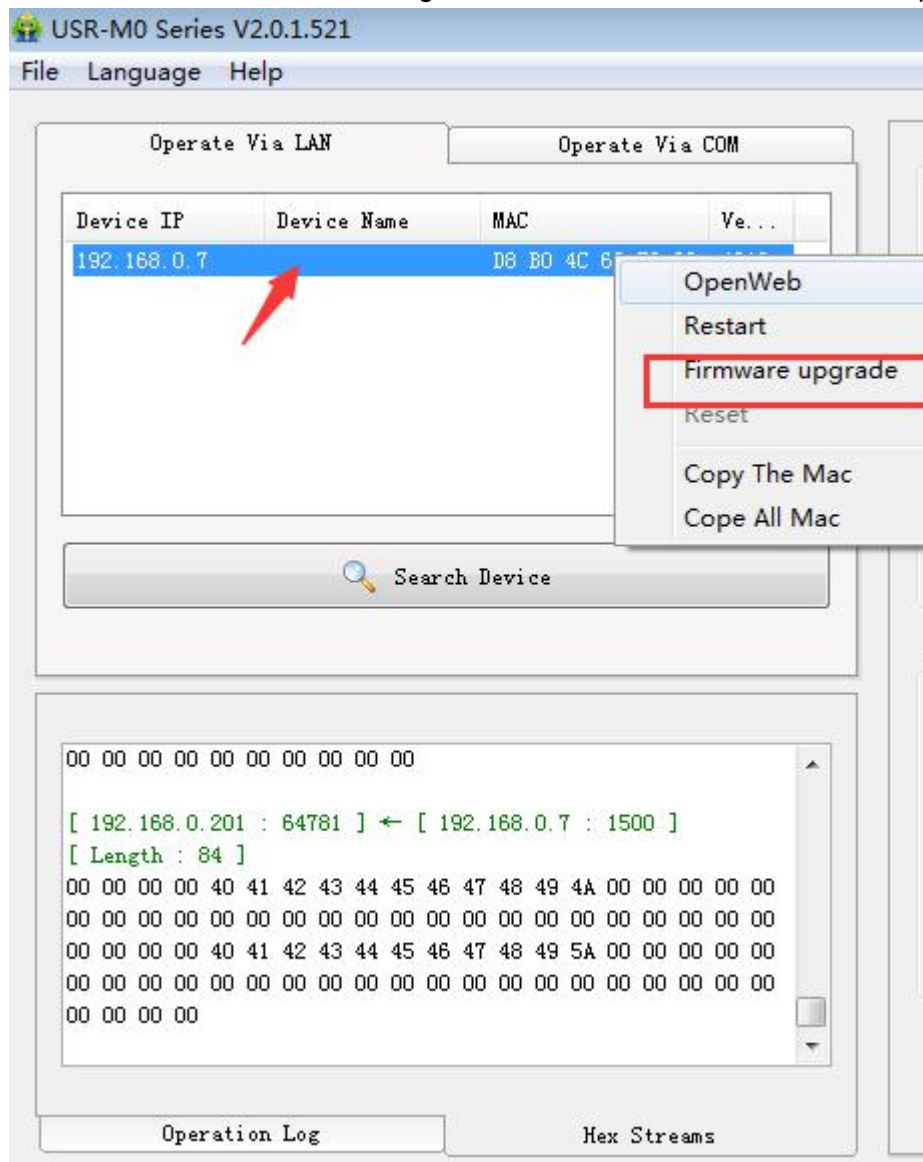 USR-M0 Series V2.0.1.521
File Language Help
Operate Via LAN Operate Via COM
Device IP Device Name MAC Ve...
192.168.0.7 D8 B0 4C
OpenWeb
Restart
Firmware upgrade
Reset
Copy The Mac
Cope All Mac
Search Device
00 00 00 00 00 00 00 00 00 00
[ 192.168.0.201 : 64781 ] ← [ 192.168.0.7 : 1500 ]
[ Length : 84 ]
00 00 00 00 40 41 42 43 44 45 46 47 48 49 4A 00 00 00 00 00
00 00 00 00 00 00 00 00 00 00 00 00 00 00 00 00 00 00 00 00
00 00 00 00 40 41 42 43 44 45 46 47 48 49 5A 00 00 00 00 00
00 00 00 00 00 00 00 00 00 00 00 00 00 00 00 00 00 00 00 00
00 00 00 00
Operation Log Hex Streams